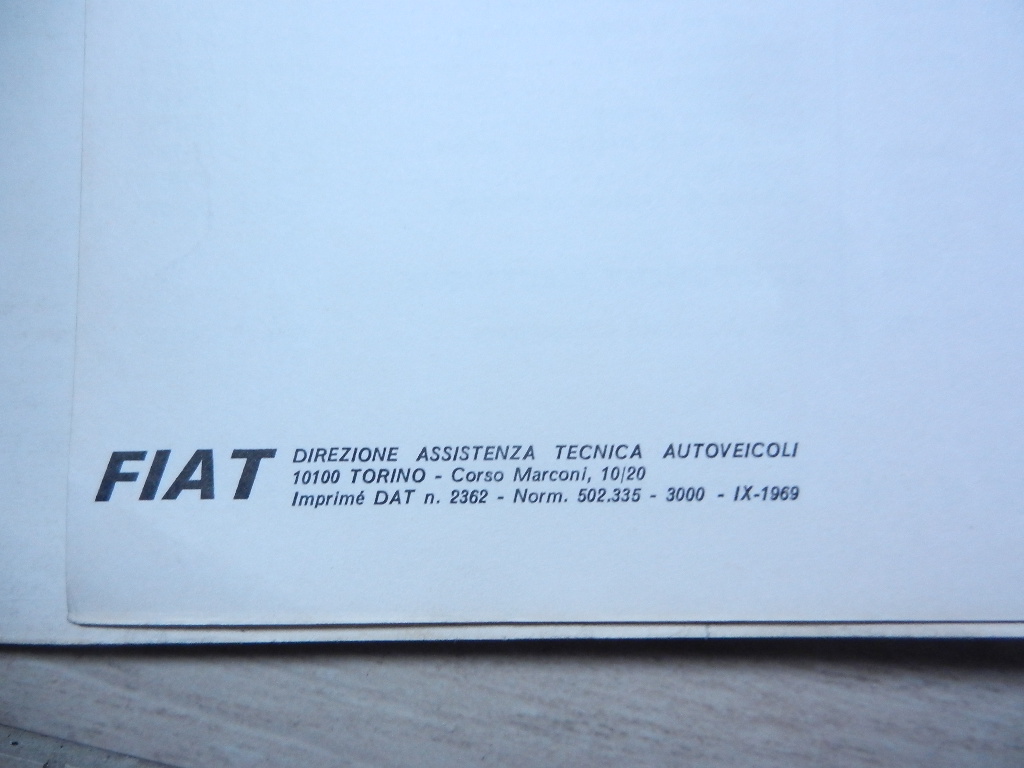 FIAT
DIREZIONE ASSISTENZA TECNICA AUTOVEICOLI
10100 TORINO - Corso Marconi, 10/20
Imprimé DAT n. 2362 - Norm. 502.335 - 3000 - IX-1969